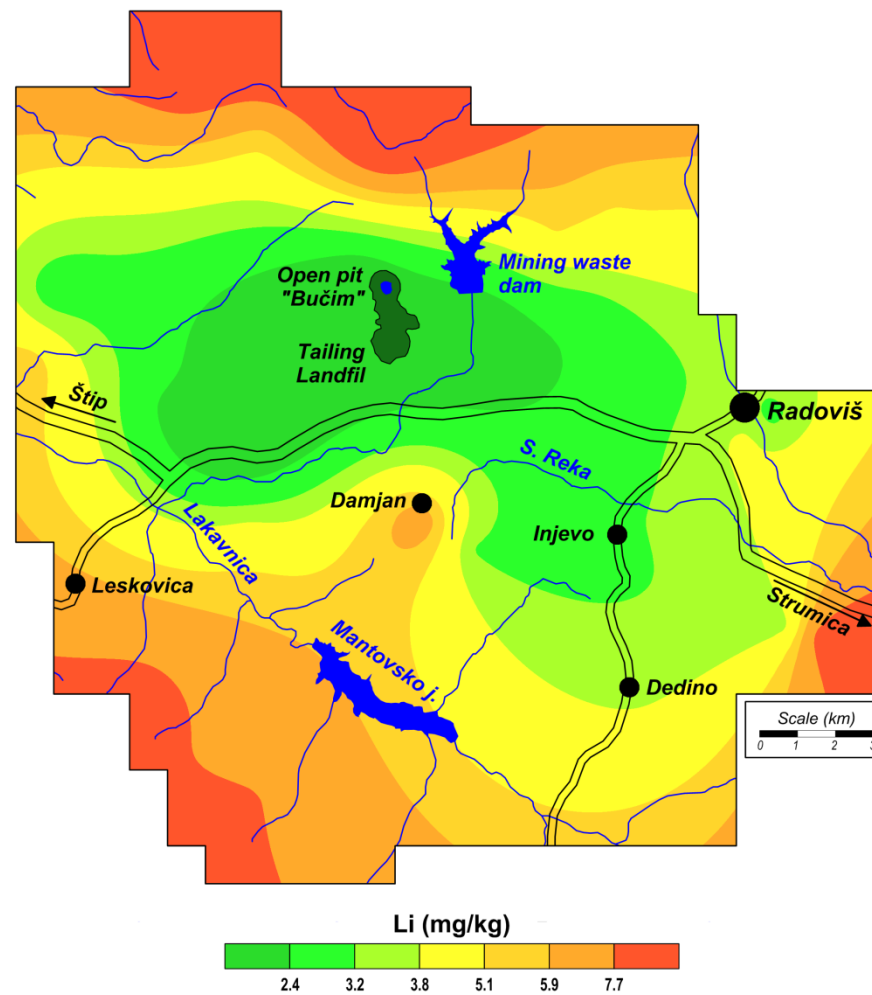 Open pit
"Bučim"
Mining waste
dam
Tailing
Landfil
Štip
Radoviš
S. Reka
Damjan
Injevo
Lakavnica
Leskovica
Strumica
Mantovsko j.
Dedino
Scale (km)
0 1 2 3
Li (mg/kg)
2.4 3.2 3.8 5.1 5.9 7.7